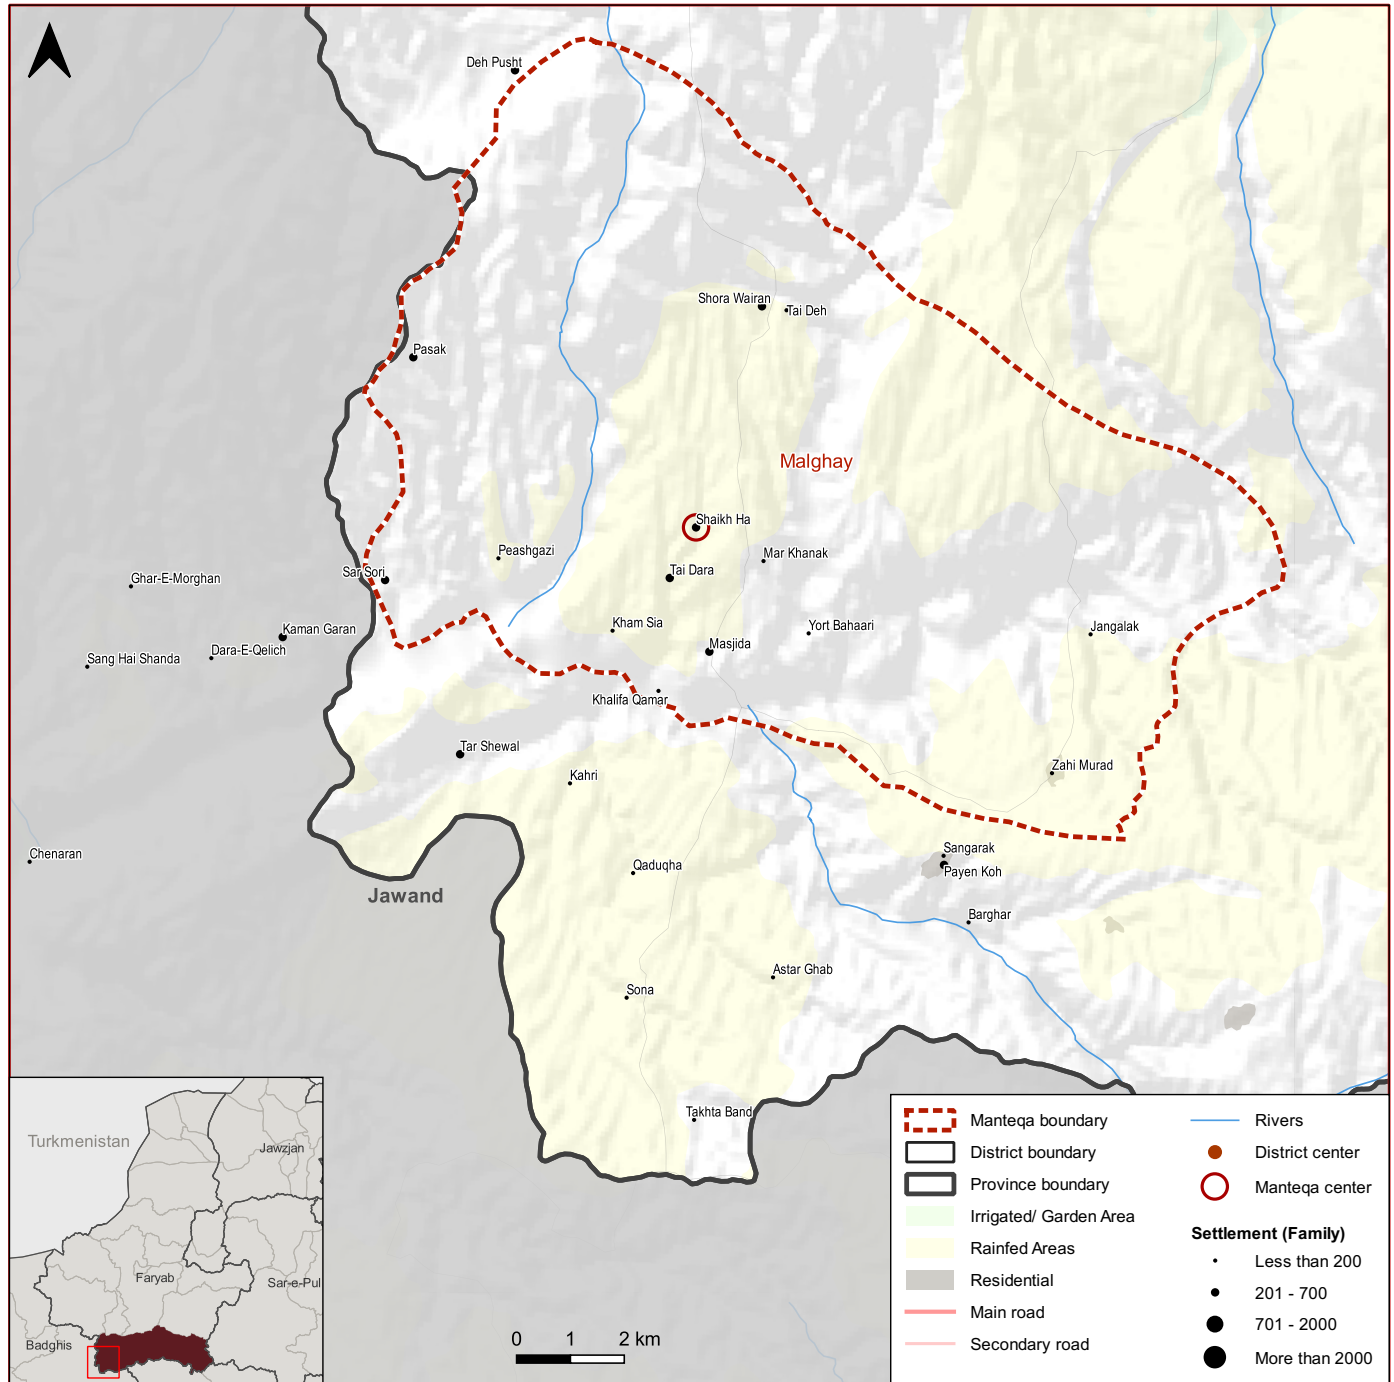 Deh Pusht
Shora Wairan
Tai Deh
Pasak
Malghay
Shaikh Ha
Peashgazi
Mar Khanak
Sar Sori
Tai Dara
Ghar-E-Morghan
Kham Sia
Yort Bahaari
Jangalak
Kaman Garan
Masjida
Dara-E-Qelich
Sang Hai Shanda
Khalifa Qamar
Tar Shewal
Zahi Murad
Kahri
Chenaran
Sangarak
Qaduqha
Payen Koh
Jawand
Barghar
Astar Ghab
Sona
Takhta Band
Turkmenistan
Jawzjan
Faryab
Sar-e-Pul
Badghis
0 1 2 km
Manteqa boundary
District boundary
Province boundary
Irrigated/ Garden Area
Rainfed Areas
Residential
Main road
Secondary road
Rivers
District center
Manteqa center
Settlement (Family)
Less than 200
201 - 700
701 - 2000
More than 2000